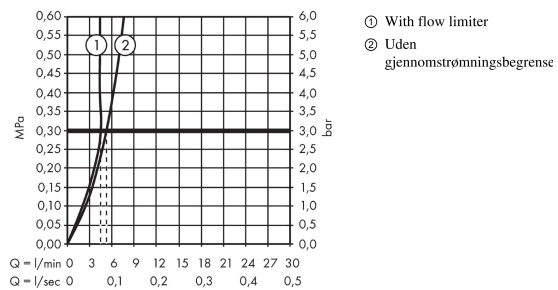 0,60 6,0
0,55 5,5
0,50 5,0
0,45 4,5
0,40 4,0
0,35 3,5
0,30 3,0
0,25 2,5
0,20 2,0
0,15 1,5
0,10 1,0
0,05 0,5
0,00 0,0
MPa
bar
1 2
Q = l/min 0 3 6 9 12 15 18 21 24 27 30
Q = l/sec 0 0,1 0,2 0,3 0,4 0,5
① With flow limiter
② Uden
gjennomstrømningsbegrense